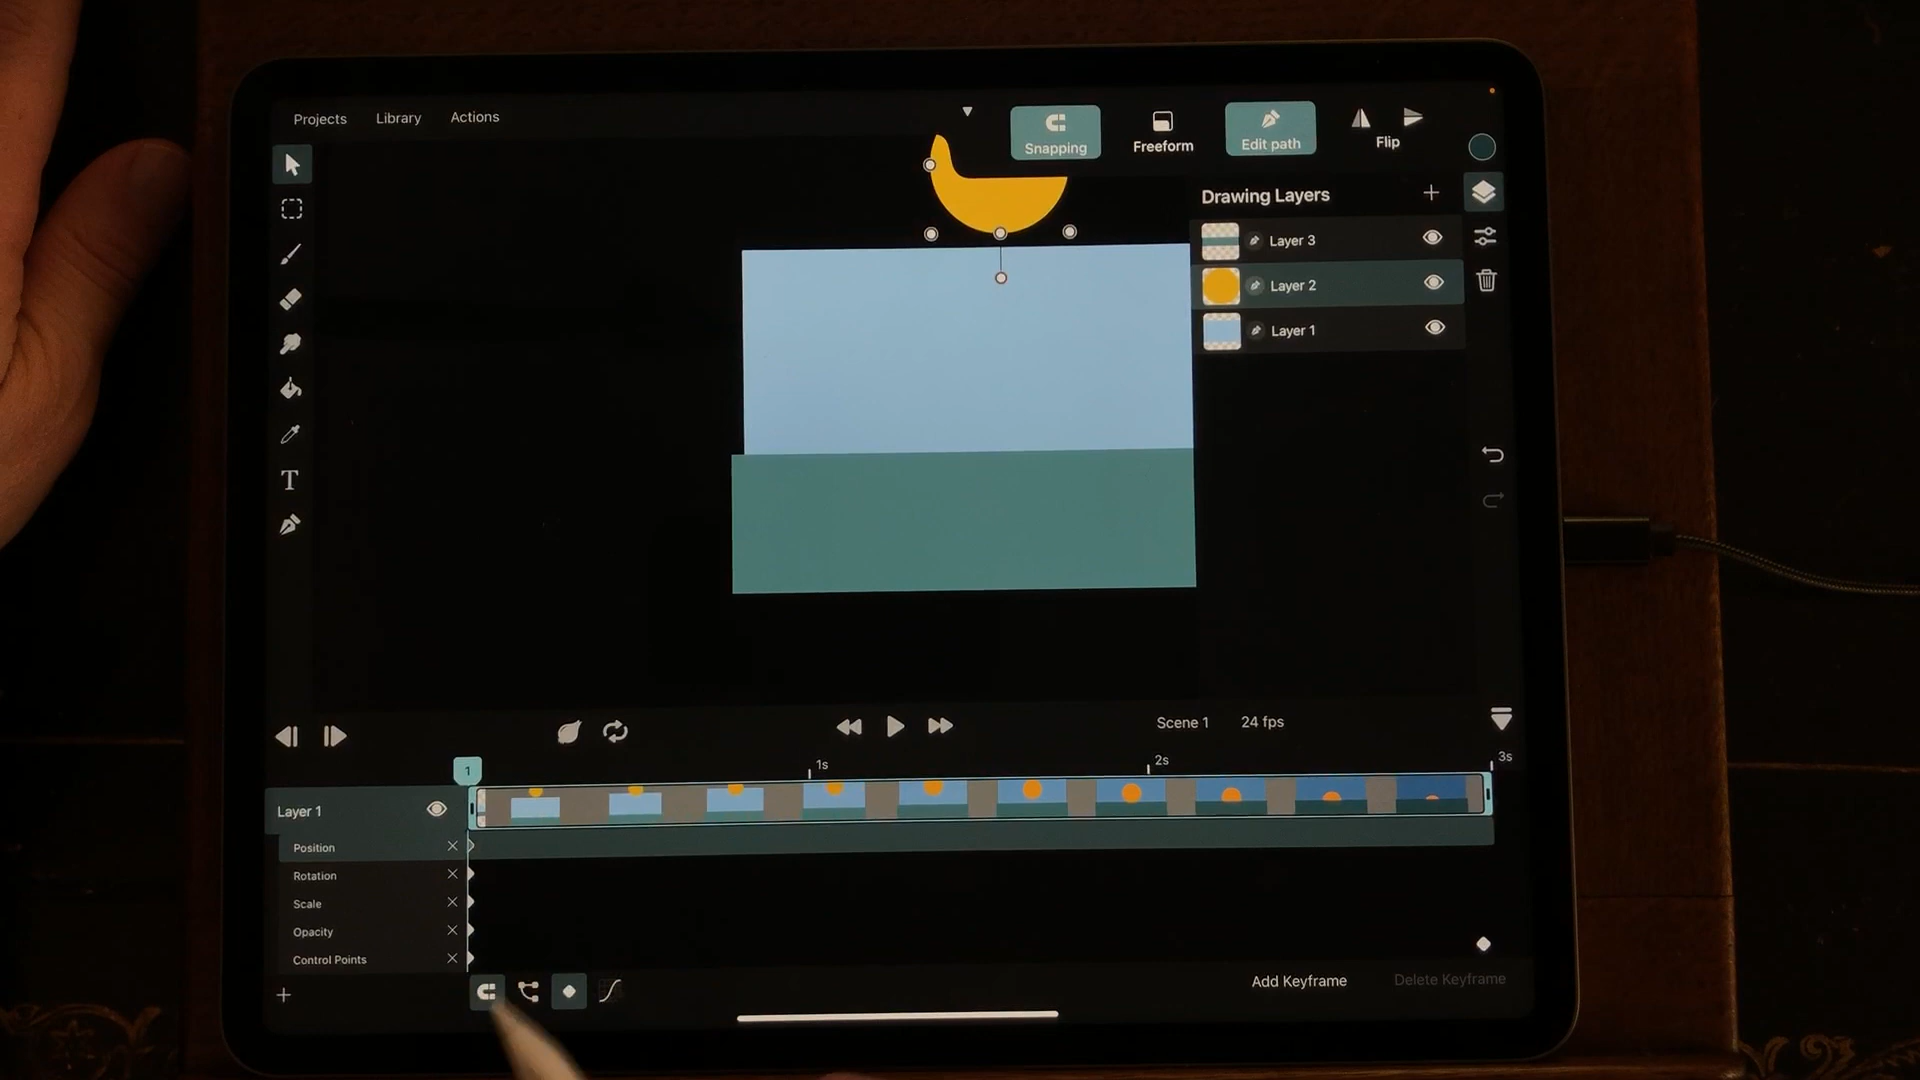 Projects
Library
Actions
Snapping
Freeform
Edit path
Flip
Drawing Layers
Layer 3
Layer 2
Layer 1
Scene 1
24 fps
1
1s
2s
3s
Layer 1
Position
Rotation
Scale
Opacity
Control Points
Add Keyframe
Delete Keyframe